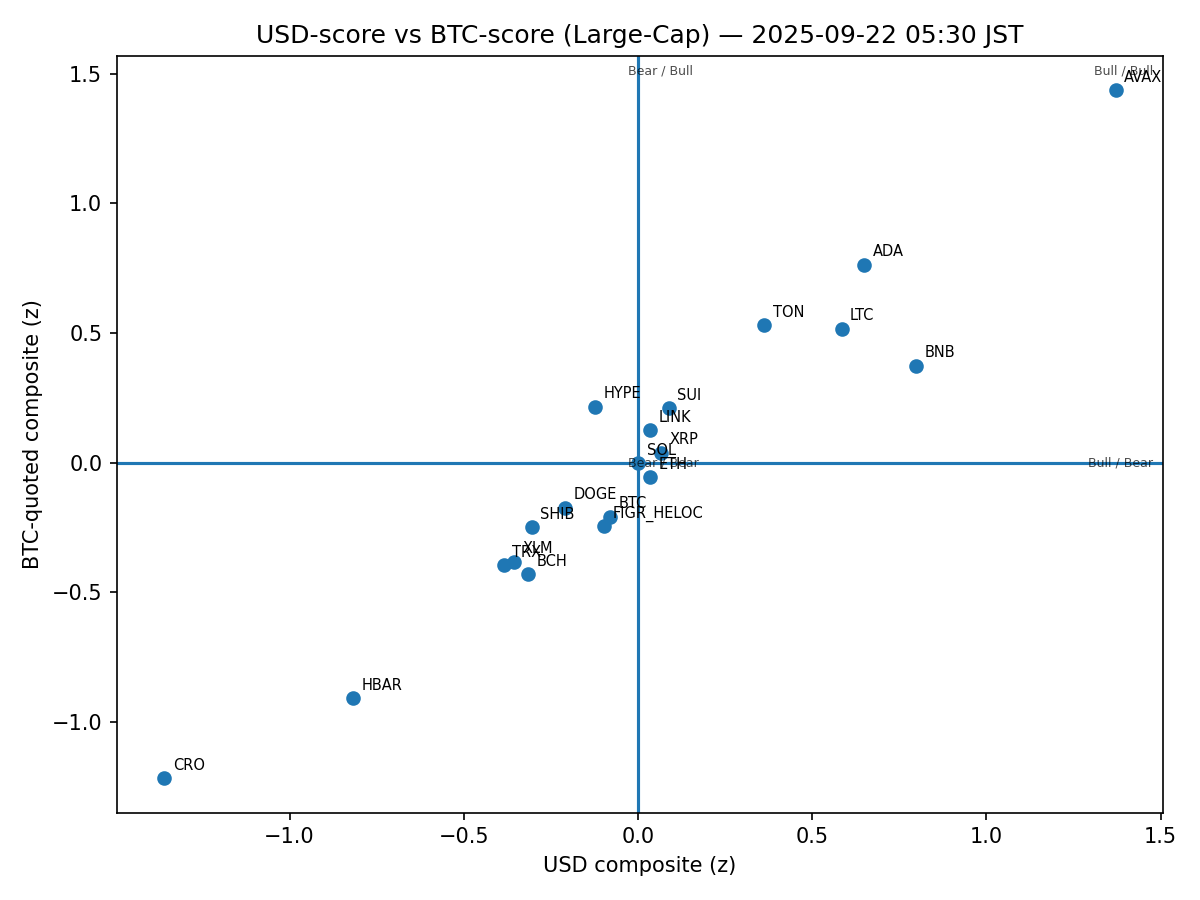 USD-score vs BTC-score (Large-Cap) — 2025-09-22 05:30 JST
Bear / Bull
Bull / Bull
AVAX
ADA
TON
LTC
BNB
HYPE
SUI
LINK
XRP
SOL
ETH
Bear / Bear
Bull / Bear
DOGE
SHIB
BTC
FIGR_HELOC
XLM
TRX
BCH
HBAR
CRO
1.5
1.0
0.5
0.0
−0.5
−1.0
BTC-quoted composite (z)
−1.0
−0.5
0.0
0.5
1.0
1.5
USD composite (z)